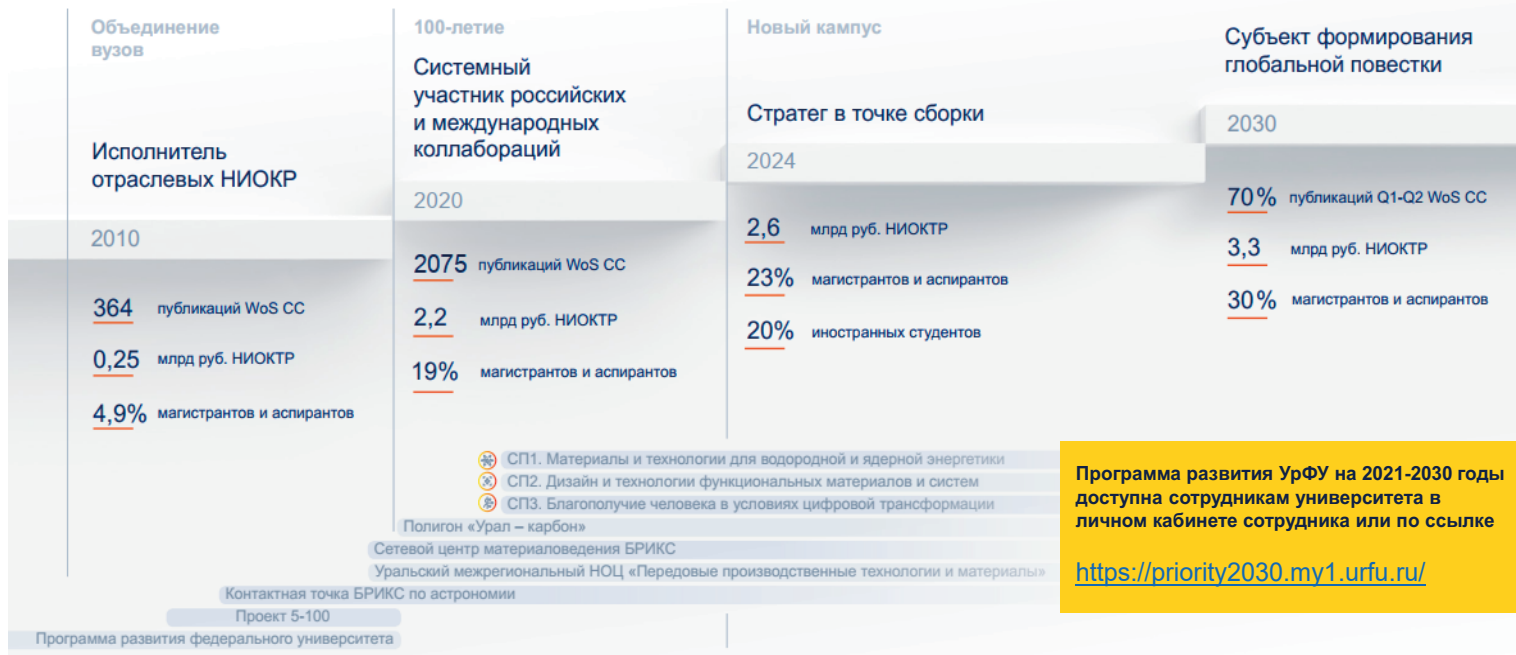 Объединение
вузов
Исполнитель
отраслевых НИОКР
2010
364 публикаций WoS CC
0,25 млрд руб. НИОКТР
4,9% магистрантов и аспирантов
100-летие
Системный
участник российских
и международных
коллабораций
2020
2075 публикаций WoS CC
2,2 млрд руб. НИОКТР
19% магистрантов и аспирантов
Новый кампус
Стратег в точке сборки
2024
2,6 млрд руб. НИОКТР
23% магистрантов и аспирантов
20% иностранных студентов
Субъект формирования
глобальной повестки
2030
70% публикаций Q1-Q2 WoS CC
3,3 млрд руб. НИОКТР
30% магистрантов и аспирантов
СП1. Материалы и технологии для водородной и ядерной энергетики
СП2. Дизайн и технологии функциональных материалов и систем
СП3. Благополучие человека в условиях цифровой трансформации
Полигон «Урал – карбон»
Сетевой центр материаловедения БРИКС
Уральский межрегиональный НОЦ «Передовые производственные технологии и материалы»
Контактная точка БРИКС по астрономии
Проект 5-100
Программа развития федерального университета
Программа развития УрФУ на 2021-2030 годы
доступна сотрудникам университета в
личном кабинете сотрудника или по ссылке
https://priority2030.my1.urfu.ru/